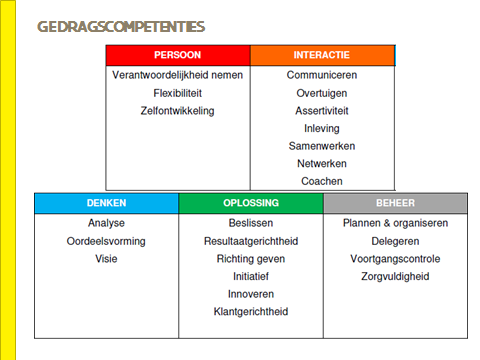 GEDRAGSCOMPETENTIES
PERSOON
Verantwoordelijkheid nemen
Flexibiliteit
Zelfontwikkeling
INTERACTIE
Communiceren
Overtuigen
Assertiviteit
Inleving
Samenwerken
Netwerken
Coachen
DENKEN
Analyse
Oordeelsvorming
Visie
OPLOSSING
Beslissen
Resultaatgerichtheid
Richting geven
Initiatief
Innoveren
Klantgerichtheid
BEHEER
Plannen & organiseren
Delegeren
Voortgangscontrole
Zorgvuldigheid